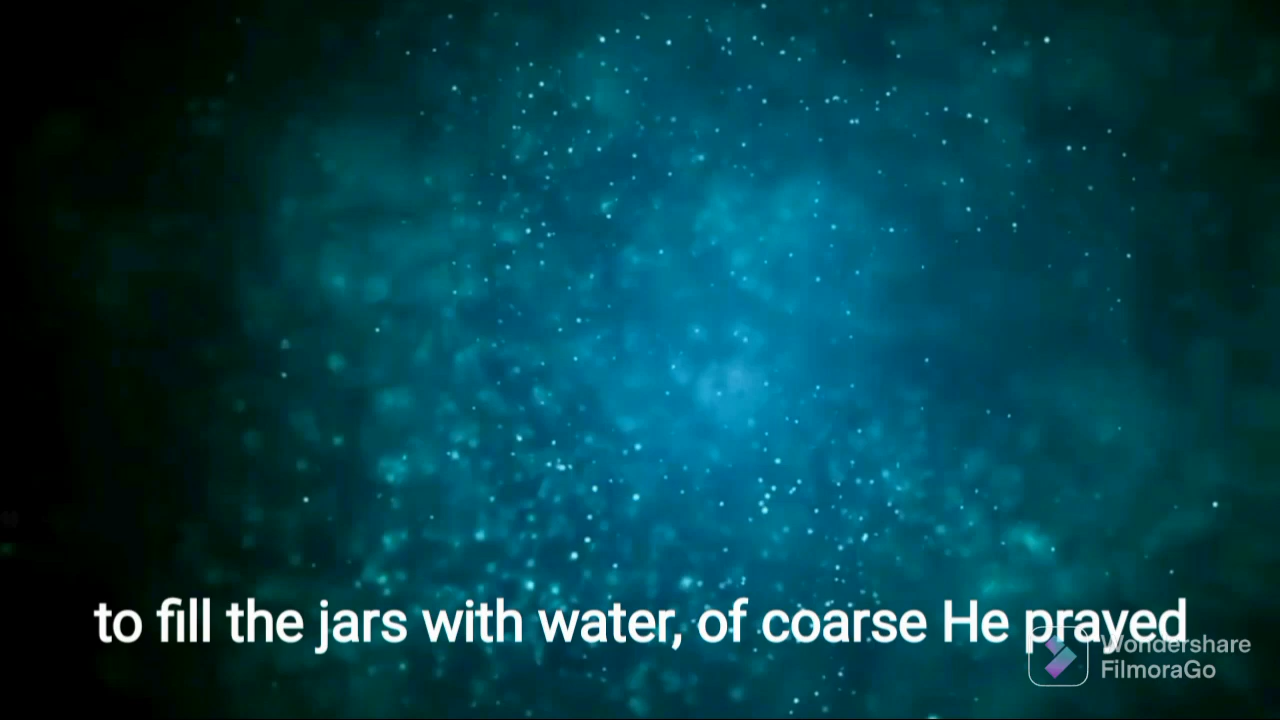 to fill the jars with water, of coarse He prayed
Wondershare
FilmoraGo